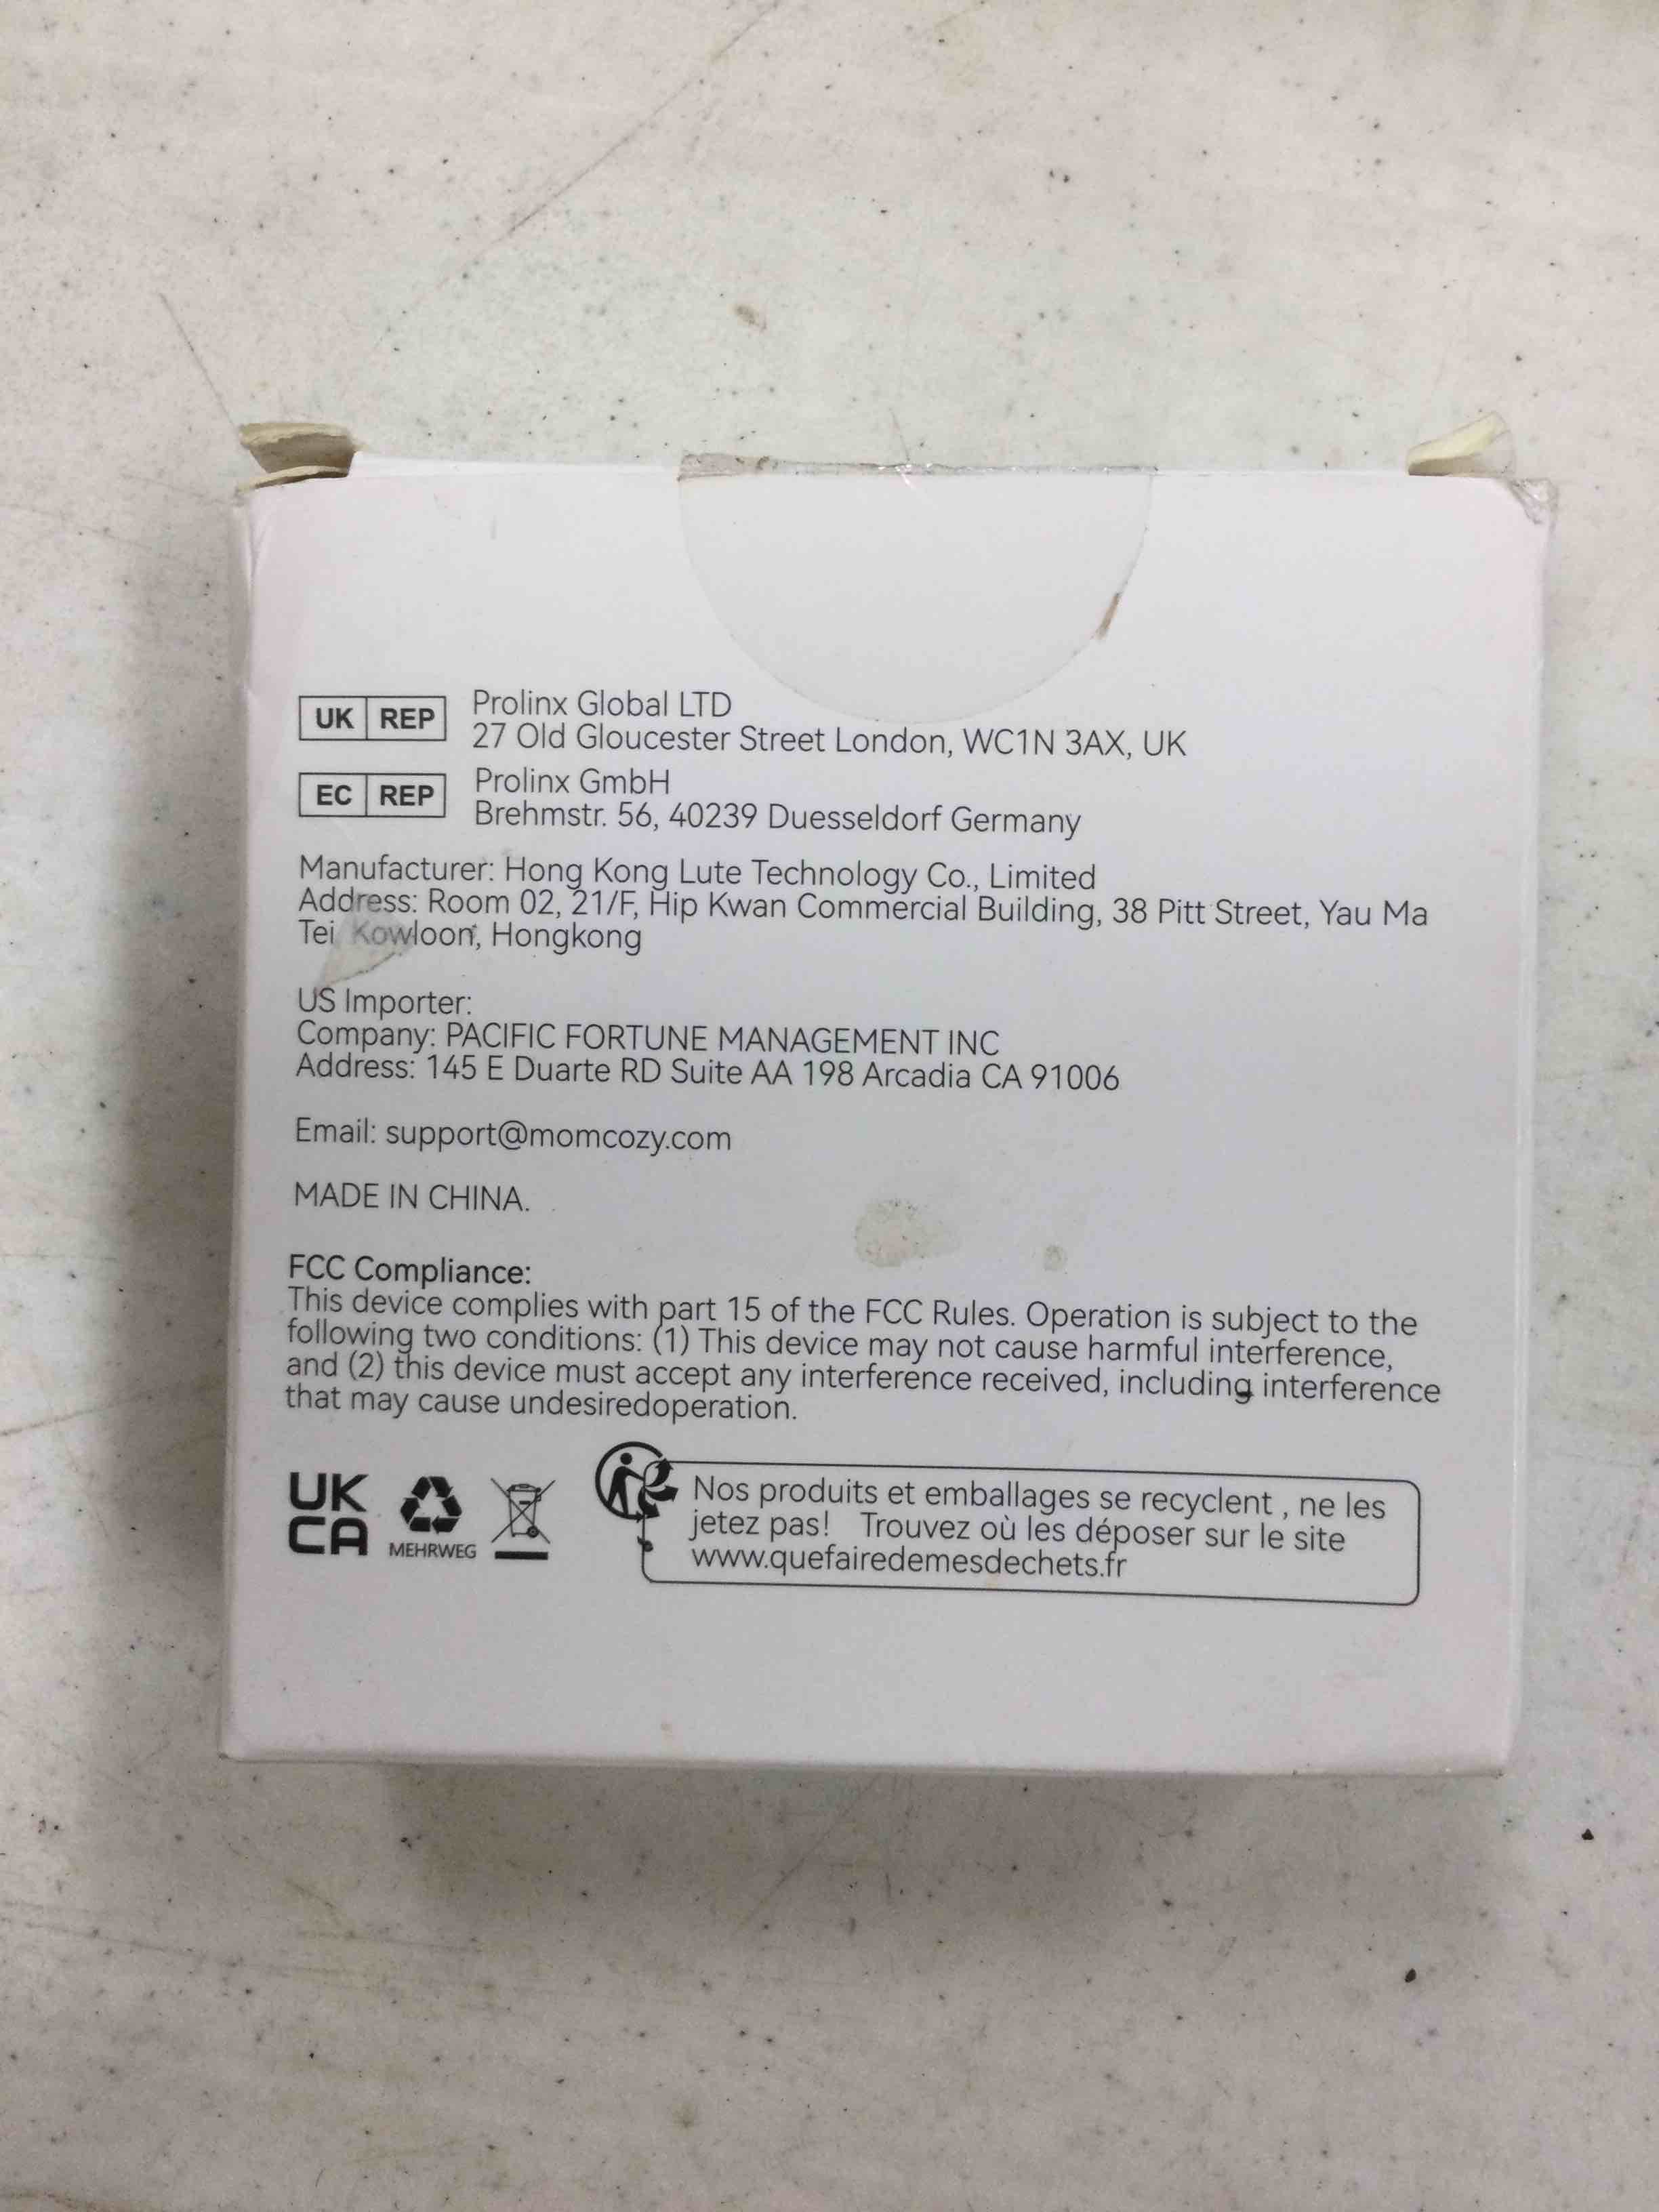 UK REP
Prolinx Global LTD
27 Old Gloucester Street London, WC1N 3AX, UK
EC REP
Prolinx GmbH
Brehmstr. 56, 40239 Duesseldorf Germany
Manufacturer: Hong Kong Lute Technology Co., Limited
Address: Room 02, 21/F, Hip Kwan Commercial Building, 38 Pitt Street, Yau Ma
Tei Kowloon, Hongkong
US Importer:
Company: PACIFIC FORTUNE MANAGEMENT INC
Address: 145 E Duarte RD Suite AA 198 Arcadia CA 91006
Email: support@momcozy.com
MADE IN CHINA.
FCC Compliance:
This device complies with part 15 of the FCC Rules. Operation is subject to the
following two conditions: (1) This device may not cause harmful interference,
and (2) this device must accept any interference received, including interference
that may cause undesiredoperation.
UK
CA
MEHRWEG
Nos produits et emballages se recyclent , ne les
jetez pas! Trouvez où les déposer sur le site
www.quefairedemesdechets.fr